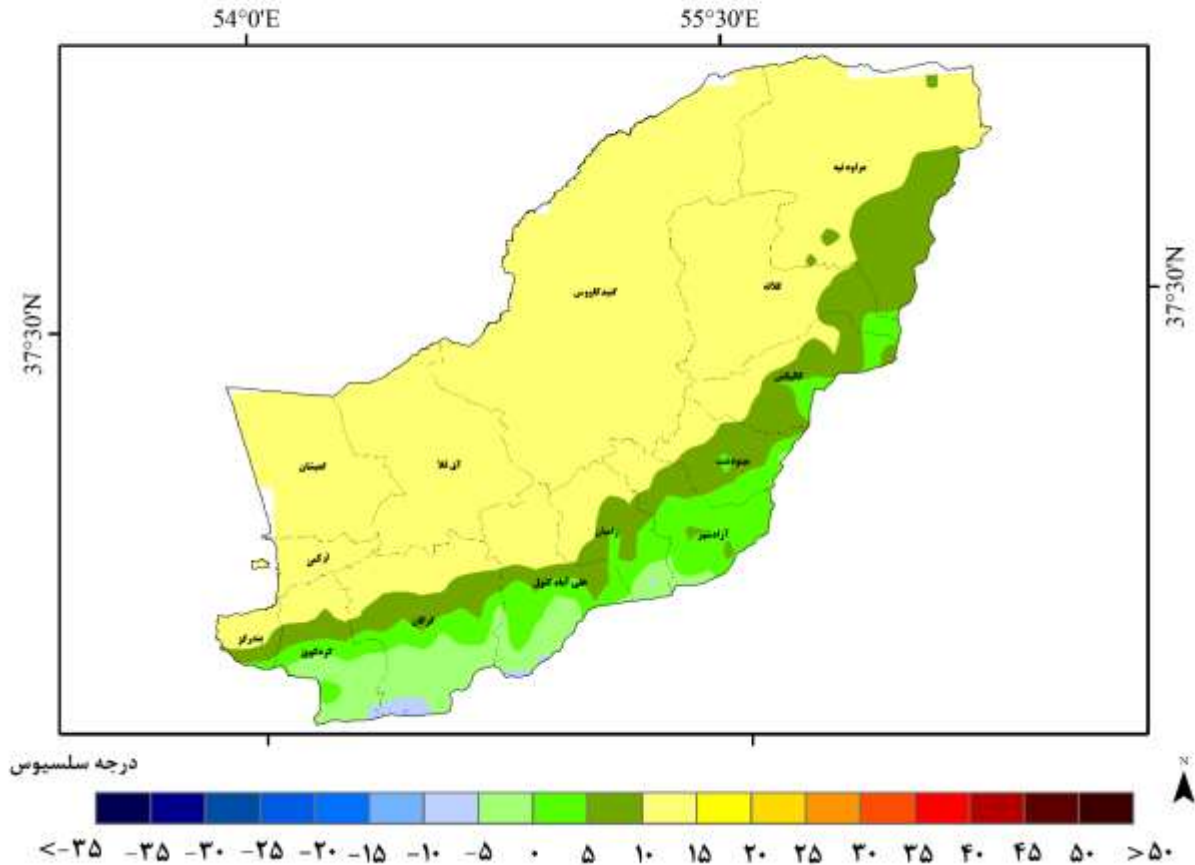 54°0'E 55°30'E
مراوه تپه
37°30'N
کلاله
گنبدکاووس
37°30'N
گالیکش
گمیشان
آق قلا
مینودشت
رامیان
آزادشهر
ترکمن
علی آباد کتول
گرگان
بندرگز
کردکوی
درجه سلسیوس
N
<-۳۵ -۳۵ -۳۰ -۲۵ -۲۰ -۱۵ -۱۰ -۵ ۰ ۵ ۱۰ ۱۵ ۲۰ ۲۵ ۳۰ ۳۵ ۴۰ ۴۵ ۵۰ >۵۰